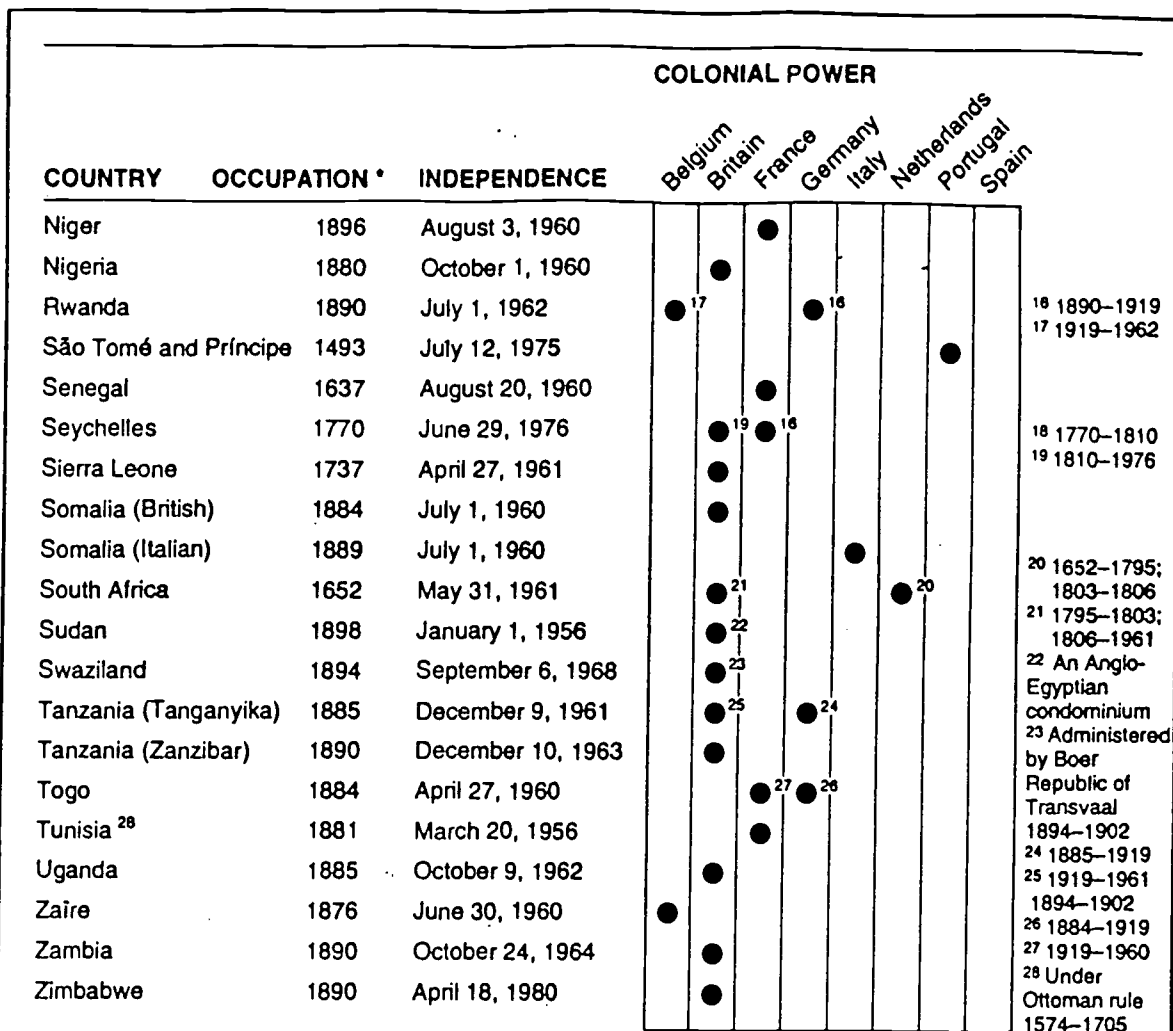 COLONIAL POWER
COUNTRY OCCUPATION * INDEPENDENCE Belgium Britain France Germany Italy Netherlands Portugal Spain
Niger 1896 August 3, 1960 ●
Nigeria 1880 October 1, 1960 ●
Rwanda 1890 July 1, 1962 ● 17 ● 16
16 1890–1919
17 1919–1962
São Tomé and Príncipe 1493 July 12, 1975 ●
Senegal 1637 August 20, 1960 ●
Seychelles 1770 June 29, 1976 ● 19 ● 16
18 1770–1810
19 1810–1976
Sierra Leone 1737 April 27, 1961 ●
Somalia (British) 1884 July 1, 1960 ●
Somalia (Italian) 1889 July 1, 1960 ●
South Africa 1652 May 31, 1961 ● 21 ● 20
Sudan 1898 January 1, 1956 ● 22
Swaziland 1894 September 6, 1968 ● 23
Tanzania (Tanganyika) 1885 December 9, 1961 ● 25 ● 24
Tanzania (Zanzibar) 1890 December 10, 1963 ●
Togo 1884 April 27, 1960 ● 27 ● 26
Tunisia 28 1881 March 20, 1956 ●
Uganda 1885 October 9, 1962 ●
Zaire 1876 June 30, 1960 ●
Zambia 1890 October 24, 1964 ●
Zimbabwe 1890 April 18, 1980 ●
20 1652–1795;
1803–1806
21 1795–1803;
1806–1961
22 An Anglo-
Egyptian
condominium
23 Administered
by Boer
Republic of
Transvaal
1894–1902
24 1885–1919
25 1919–1961
1894–1902
26 1884–1919
27 1919–1960
28 Under
Ottoman rule
1574–1705